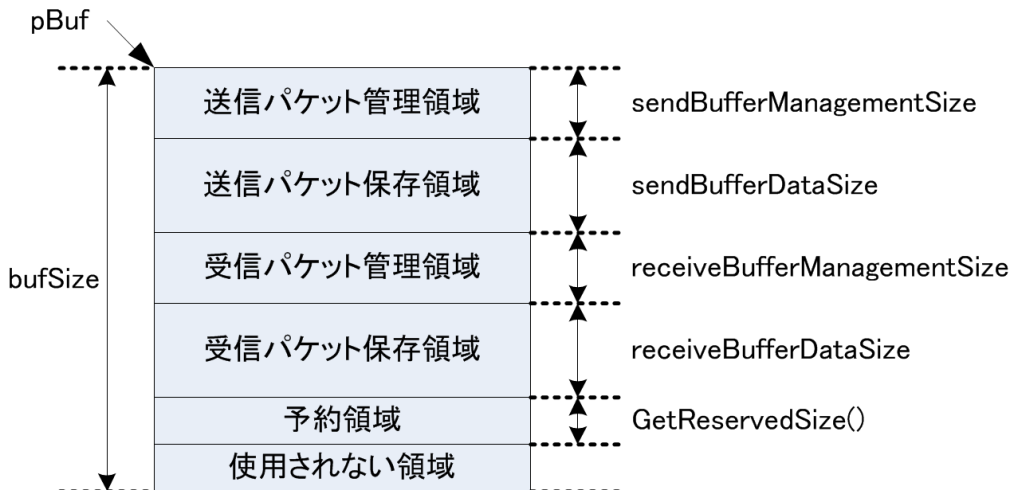 pBuf
送信パケット管理領域
sendBufferManagementSize
送信パケット保存領域
sendBufferDataSize
受信パケット管理領域
receiveBufferManagementSize
bufSize
受信パケット保存領域
receiveBufferDataSize
予約領域
GetReservedSize()
使用されない領域